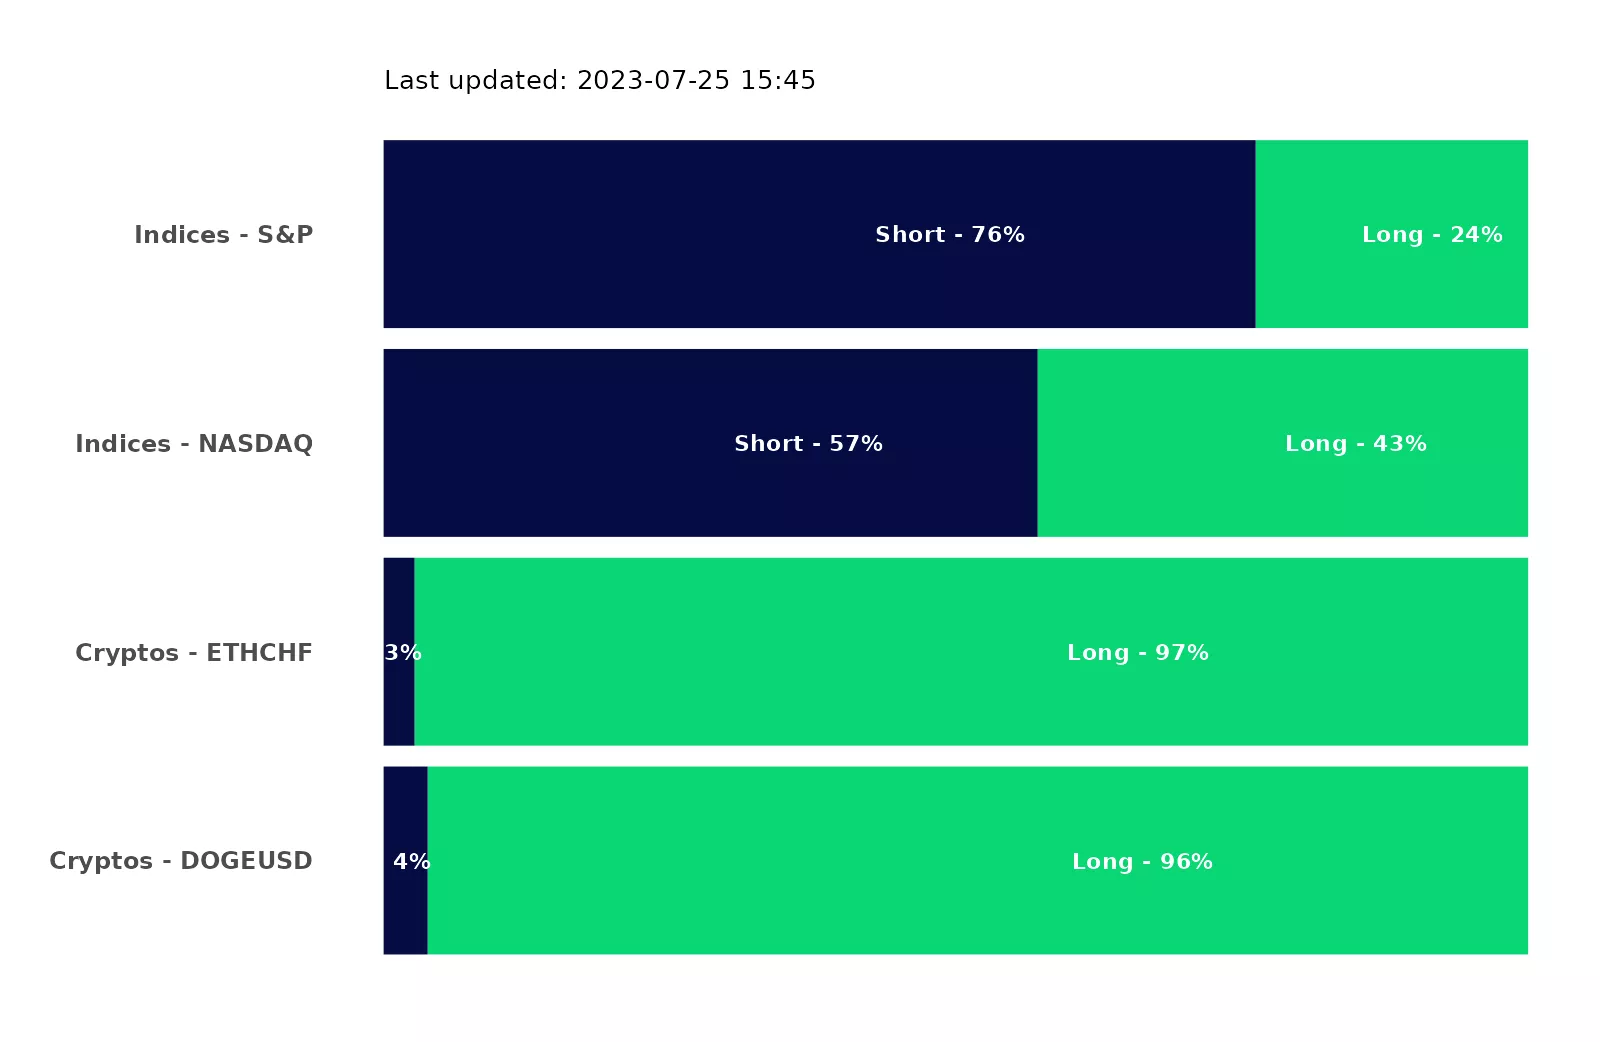 Last updated: 2023-07-25 15:45
Indices - S&P Short - 76% Long - 24%
Indices - NASDAQ Short - 57% Long - 43%
Cryptos - ETHCHF 3% Long - 97%
Cryptos - DOGEUSD 4% Long - 96%